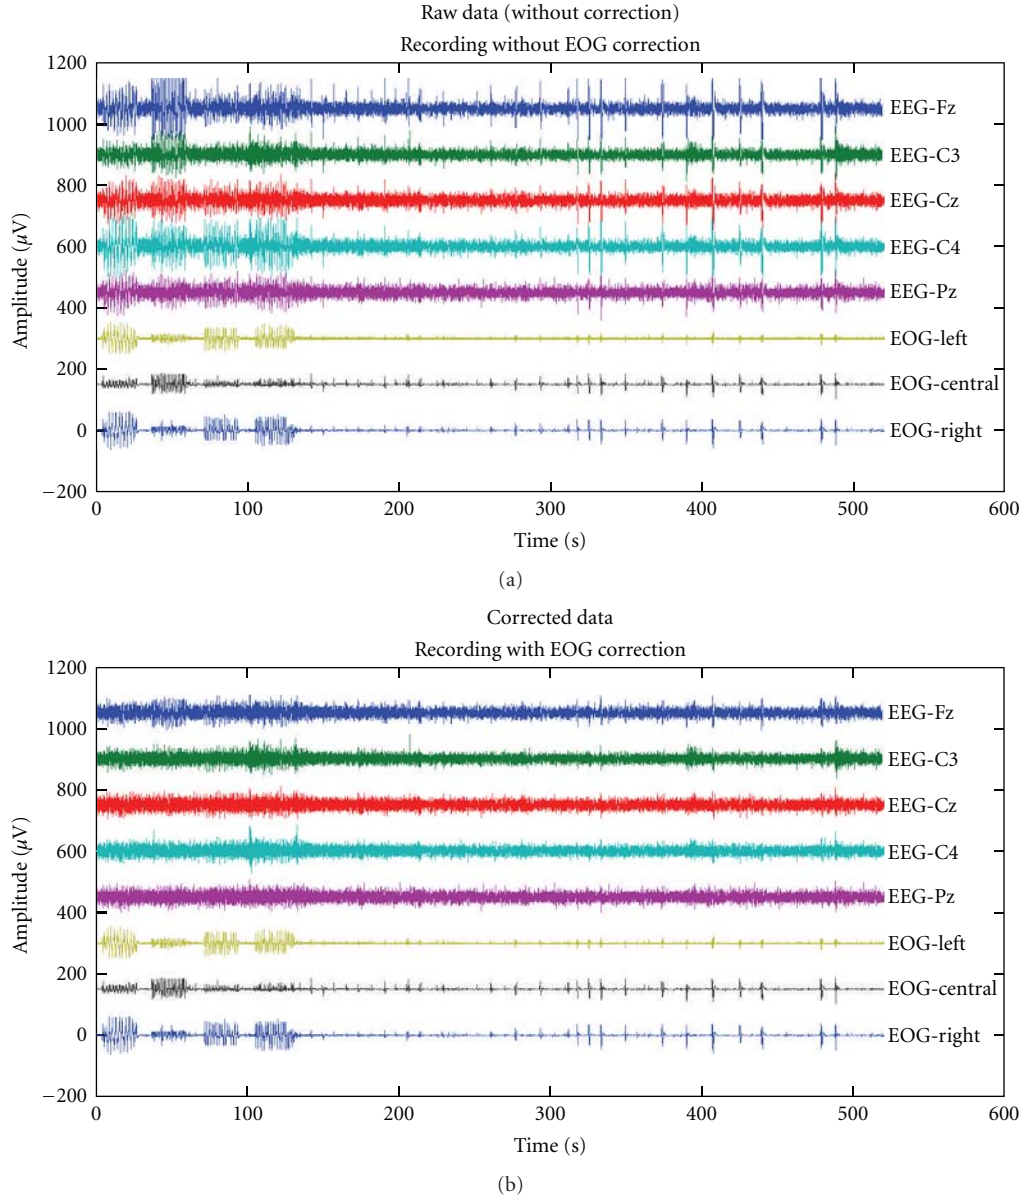 Raw data (without correction)
Recording without EOG correction
1200
1000
800
600
400
200
0
−200
Amplitude (μV)
EEG-Fz
EEG-C3
EEG-Cz
EEG-C4
EEG-Pz
EOG-left
EOG-central
EOG-right
0 100 200 300 400 500 600
Time (s)
(a)
Corrected data
Recording with EOG correction
1200
1000
800
600
400
200
0
−200
Amplitude (μV)
EEG-Fz
EEG-C3
EEG-Cz
EEG-C4
EEG-Pz
EOG-left
EOG-central
EOG-right
0 100 200 300 400 500 600
Time (s)
(b)